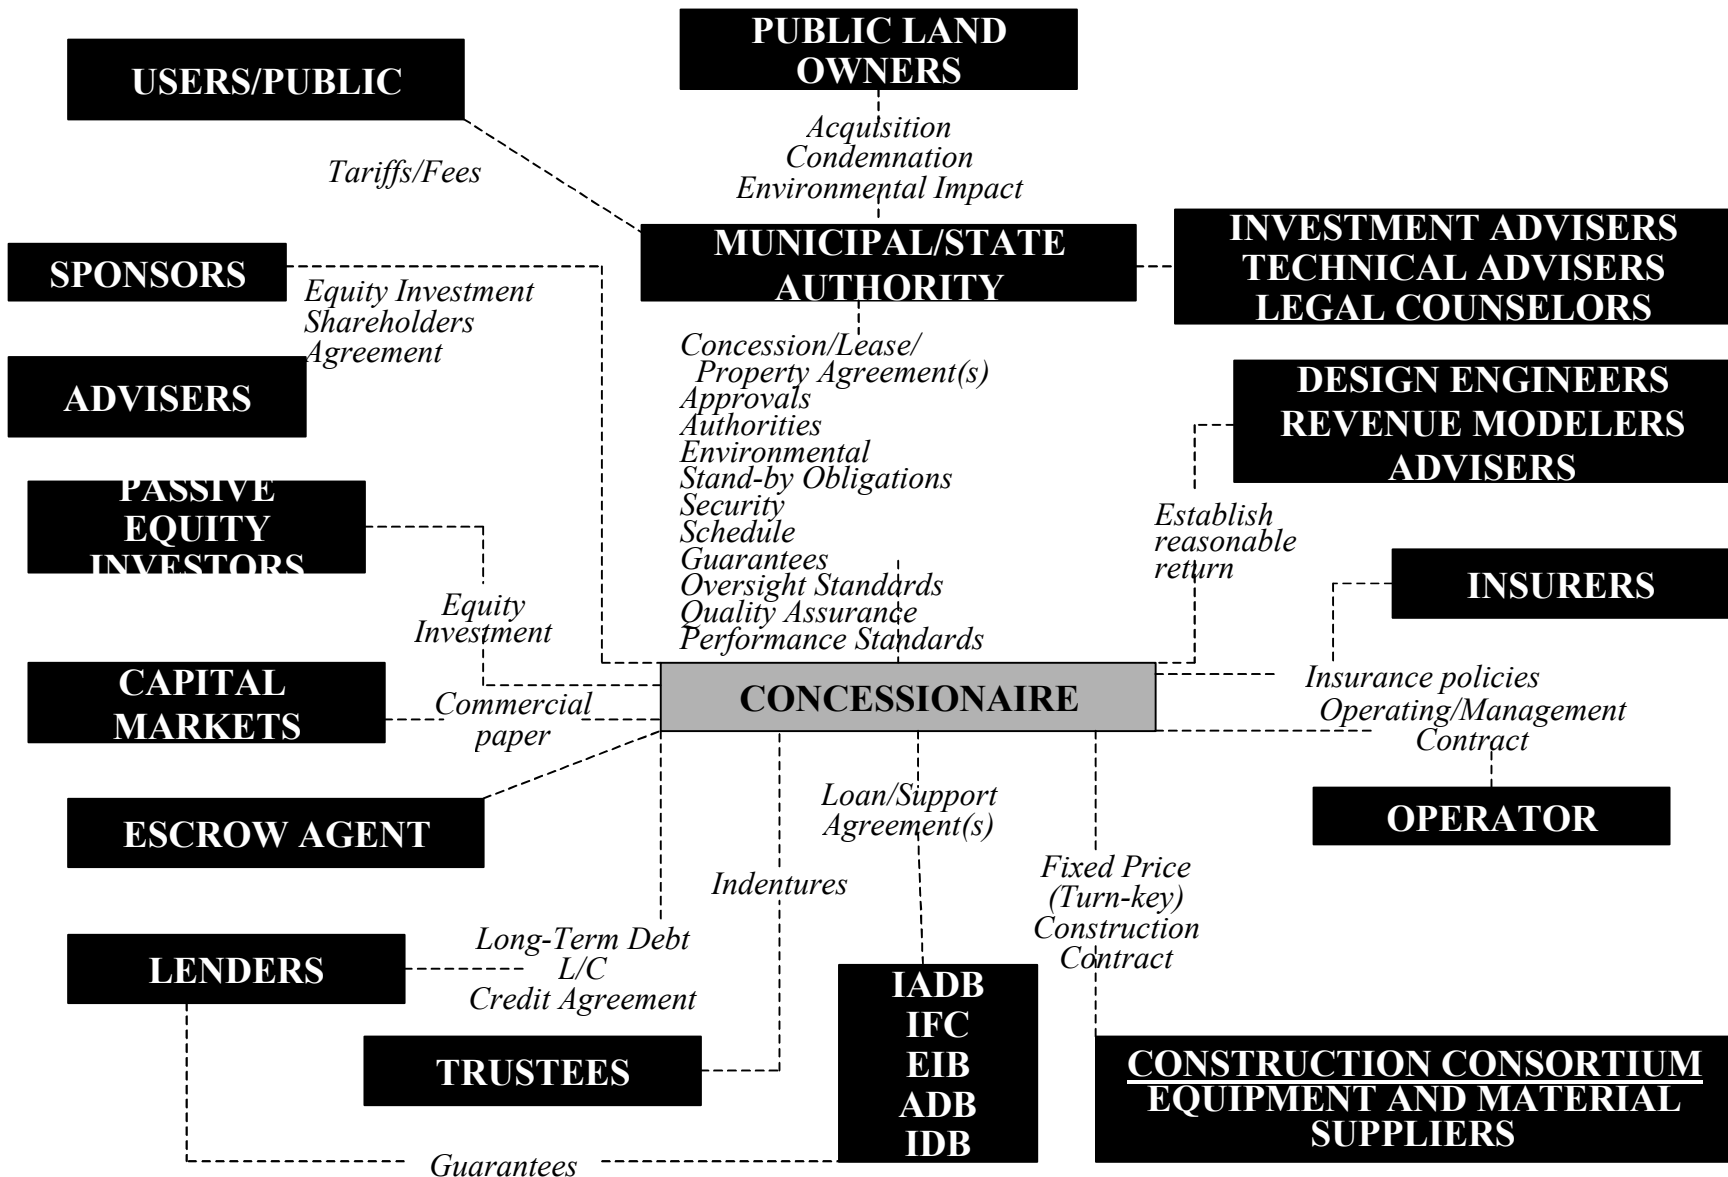 PUBLIC LAND
OWNERS
USERS/PUBLIC
Acquisition
Condemnation
Environmental Impact
Tariffs/Fees
MUNICIPAL/STATE
AUTHORITY
INVESTMENT ADVISERS
TECHNICAL ADVISERS
LEGAL COUNSELORS
SPONSORS
Equity Investment
Shareholders
Agreement
ADVISERS
Concession/Lease/
Property Agreement(s)
Approvals
Authorities
Environmental
Stand-by Obligations
Security
Schedule
Guarantees
Oversight Standards
Quality Assurance
Performance Standards
DESIGN ENGINEERS
REVENUE MODELERS
ADVISERS
Establish
reasonable
return
PASSIVE
EQUITY
INVESTORS
Equity
Investment
INSURERS
CAPITAL
MARKETS
Commercial
paper
CONCESSIONAIRE
Insurance policies
Operating/Management
Contract
OPERATOR
ESCROW AGENT
Loan/Support
Agreement(s)
Indentures
Fixed Price
(Turn-key)
Construction
Contract
LENDERS
Long-Term Debt
L/C
Credit Agreement
IADB
IFC
EIB
ADB
IDB
TRUSTEES
CONSTRUCTION CONSORTIUM
EQUIPMENT AND MATERIAL
SUPPLIERS
Guarantees